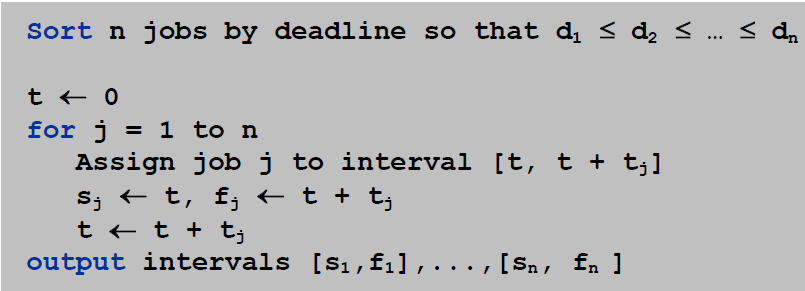 Sort n jobs by deadline so that d₁ ≤ d₂ ≤ … ≤ dₙ
t ← 0
for j = 1 to n
Assign job j to interval [t, t + tⱼ]
sⱼ ← t, fⱼ ← t + tⱼ
t ← t + tⱼ
output intervals [s₁,f₁],...,[sₙ, fₙ ]